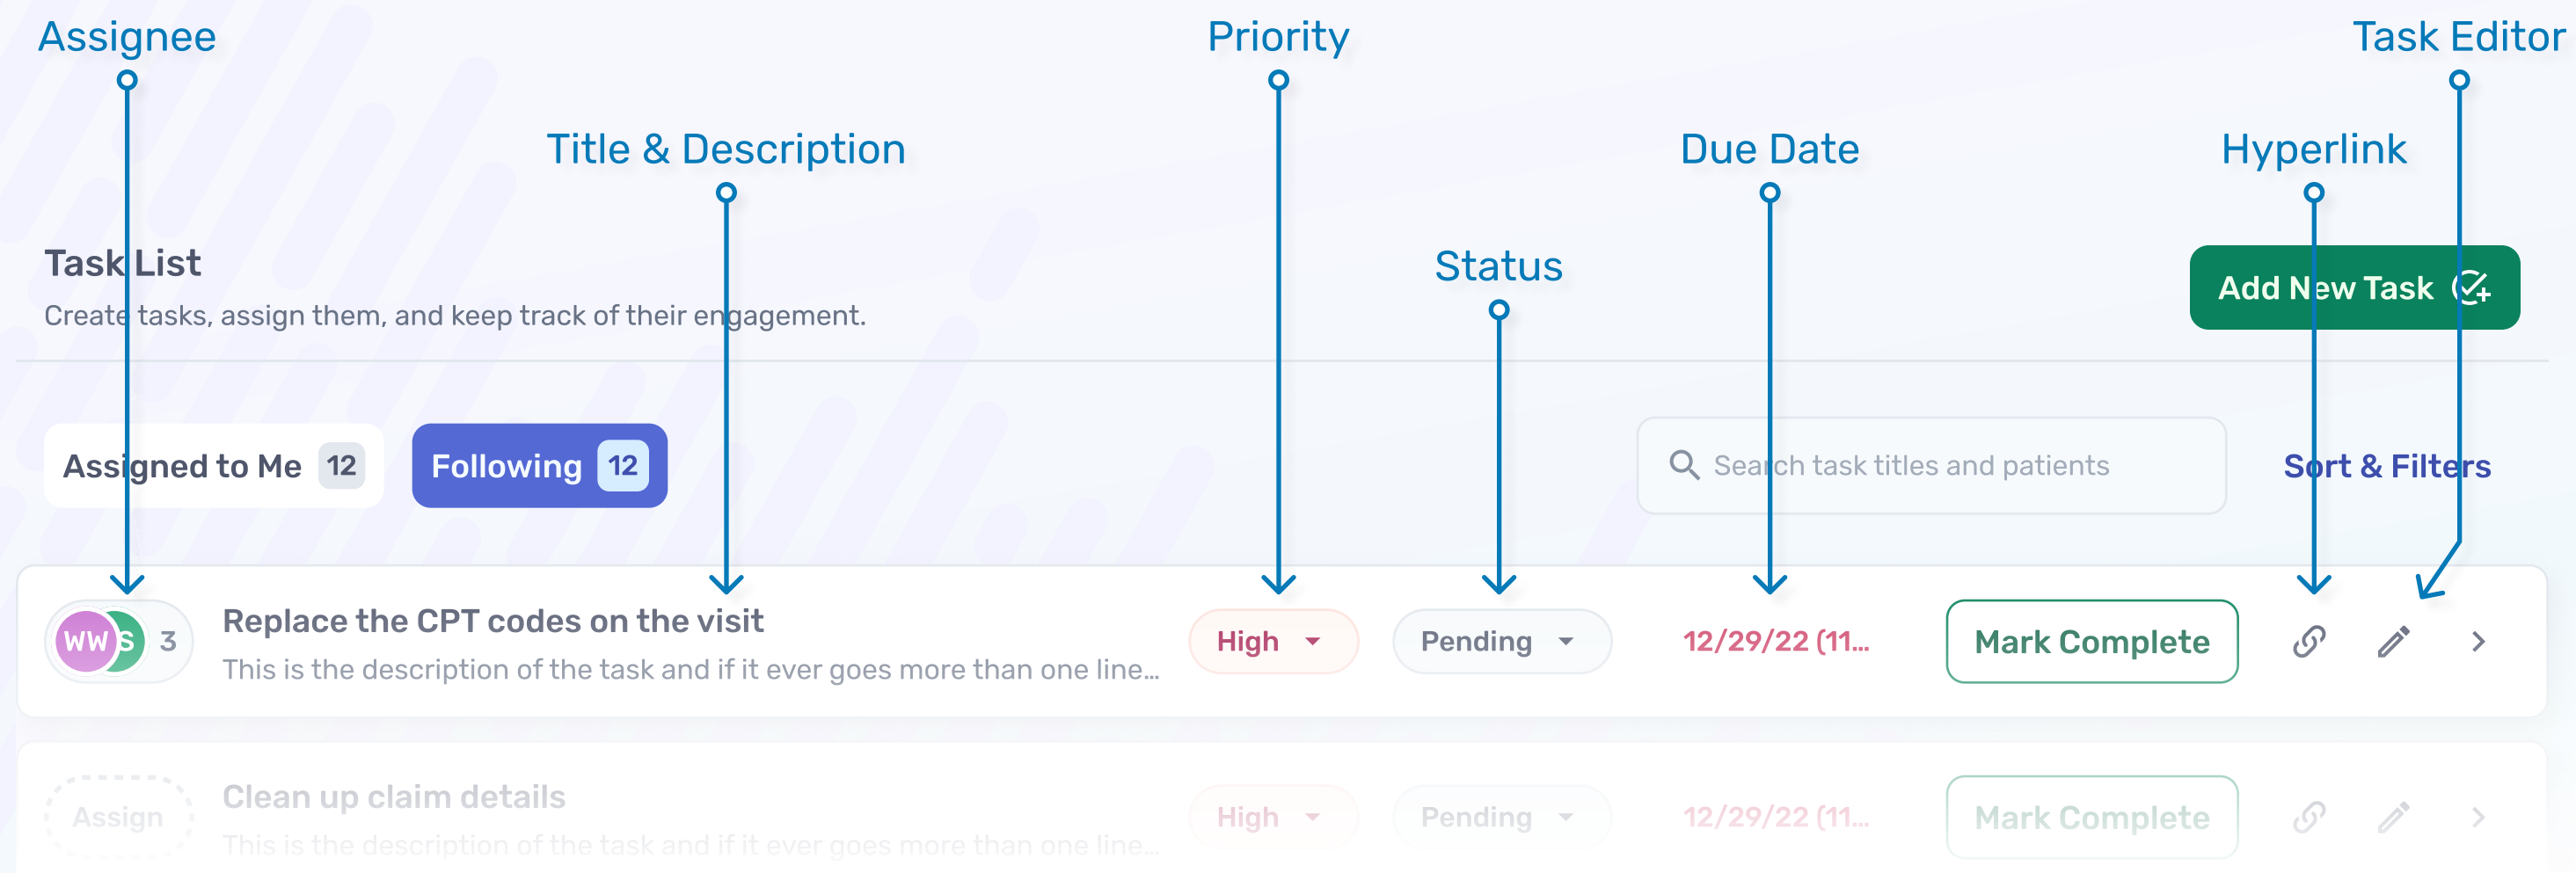 Assignee
Priority
Task Editor
Title & Description
Due Date
Hyperlink
Task List
Status
Add New Task
Create tasks, assign them, and keep track of their engagement.
Assigned to Me 12
Following 12
Search task titles and patients
Sort & Filters
WW S 3
Replace the CPT codes on the visit
This is the description of the task and if it ever goes more than one line...
High
Pending
12/29/22 (11...
Mark Complete
Assign
Clean up claim details
This is the description of the task and if it ever goes more than one line...
High
Pending
12/29/22 (11...
Mark Complete